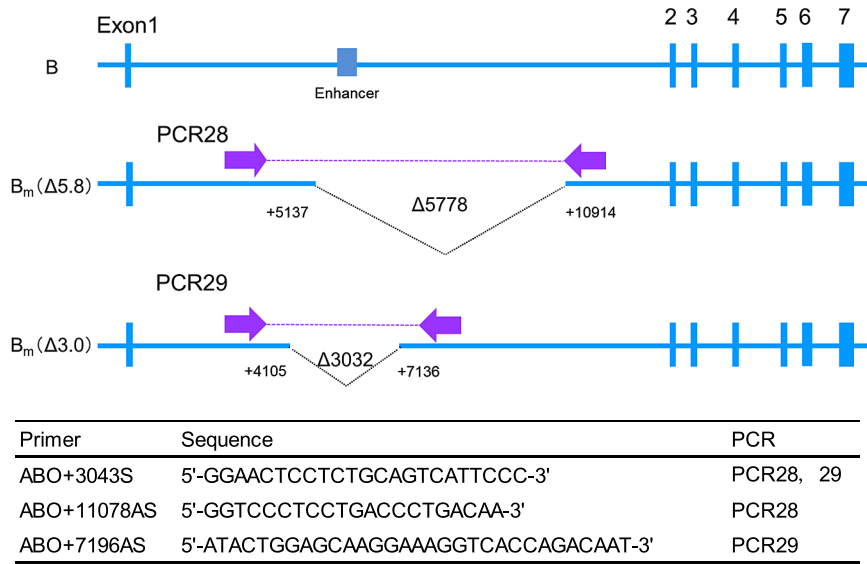 Exon1 2 3 4 5 6 7
B
Enhancer
PCR28
Bm(Δ5.8)
+5137 Δ5778 +10914
PCR29
Bm(Δ3.0)
+4105 Δ3032 +7136
Primer Sequence PCR
ABO+3043S 5'-GGAACTCCTCTGCAGTCATTCCC-3' PCR28, 29
ABO+11078AS 5'-GGTCCCTCCTGACCCTGACAA-3' PCR28
ABO+7196AS 5'-ATACTGGAGCAAGGAAAGGTCACCAGACAAT-3' PCR29